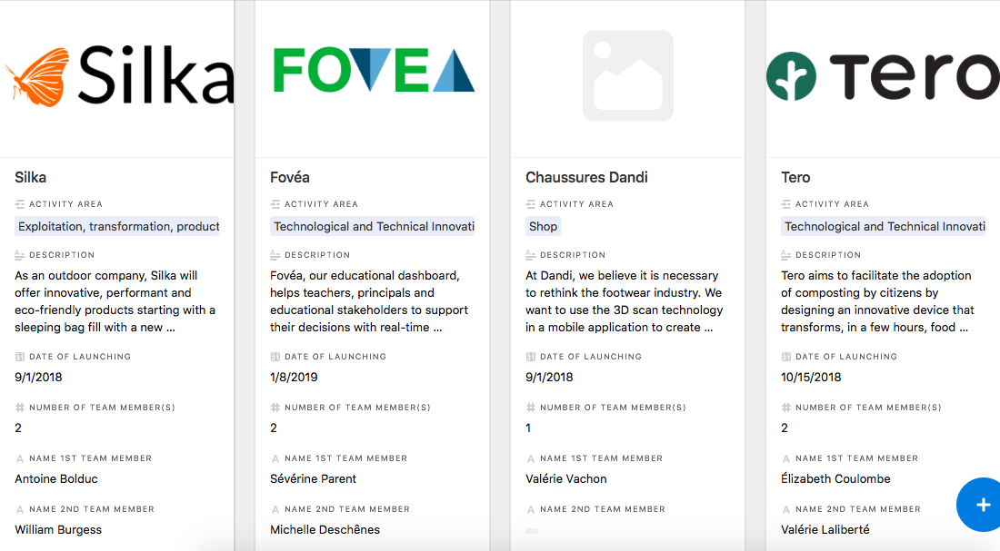 Silka
Silka
ACTIVITY AREA
Exploitation, transformation, product
DESCRIPTION
As an outdoor company, Silka will
offer innovative, performant and
eco-friendly products starting with a
sleeping bag fill with a new ...
DATE OF LAUNCHING
9/1/2018
NUMBER OF TEAM MEMBER(S)
2
NAME 1ST TEAM MEMBER
Antoine Bolduc
NAME 2ND TEAM MEMBER
William Burgess
FOVEA
Fovéa
ACTIVITY AREA
Technological and Technical Innovati
DESCRIPTION
Fovéa, our educational dashboard,
helps teachers, principals and
educational stakeholders to support
their decisions with real-time ...
DATE OF LAUNCHING
1/8/2019
NUMBER OF TEAM MEMBER(S)
2
NAME 1ST TEAM MEMBER
Sévérine Parent
NAME 2ND TEAM MEMBER
Michelle Deschênes
Chaussures Dandi
ACTIVITY AREA
Shop
DESCRIPTION
At Dandi, we believe it is necessary
to rethink the footwear industry. We
want to use the 3D scan technology
in a mobile application to create ...
DATE OF LAUNCHING
9/1/2018
NUMBER OF TEAM MEMBER(S)
1
NAME 1ST TEAM MEMBER
Valérie Vachon
NAME 2ND TEAM MEMBER
Tero
Tero
ACTIVITY AREA
Technological and Technical Innovati
DESCRIPTION
Tero aims to facilitate the adoption
of composting by citizens by
designing an innovative device that
transforms, in a few hours, food ...
DATE OF LAUNCHING
10/15/2018
NUMBER OF TEAM MEMBER(S)
2
NAME 1ST TEAM MEMBER
Élizabeth Coulombe
NAME 2ND TEAM MEMBER
Valérie Laliberté